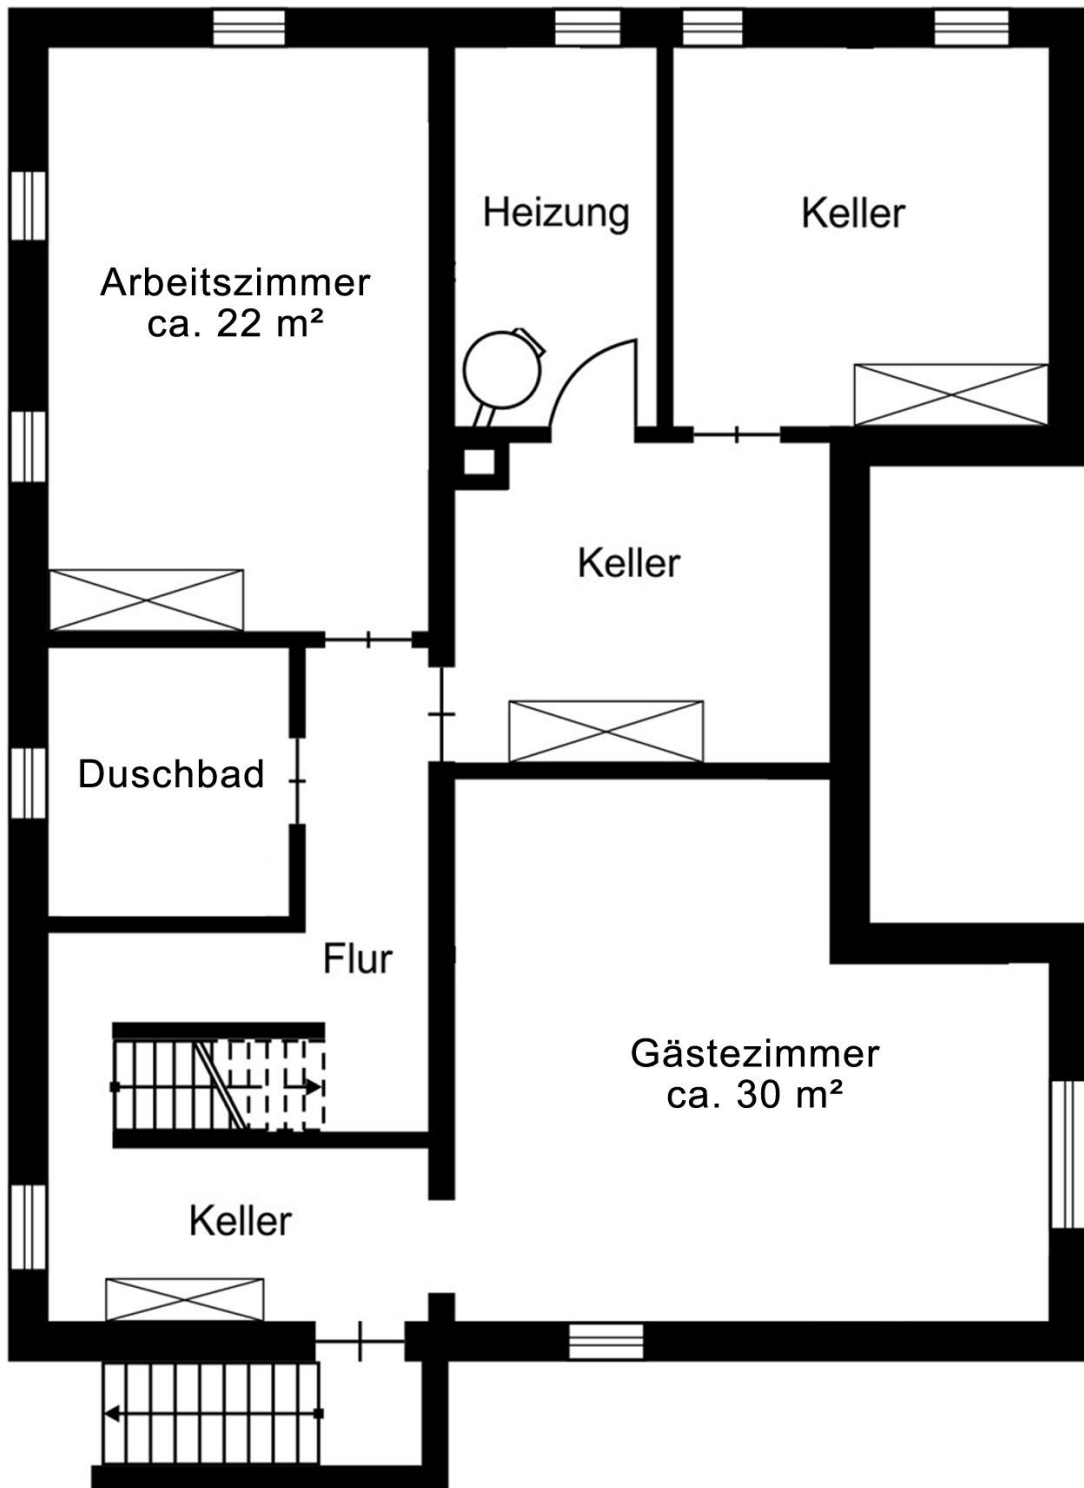 Heizung
Keller
Arbeitszimmer
ca. 22 m²
Keller
Duschbad
Flur
Gästezimmer
ca. 30 m²
Keller